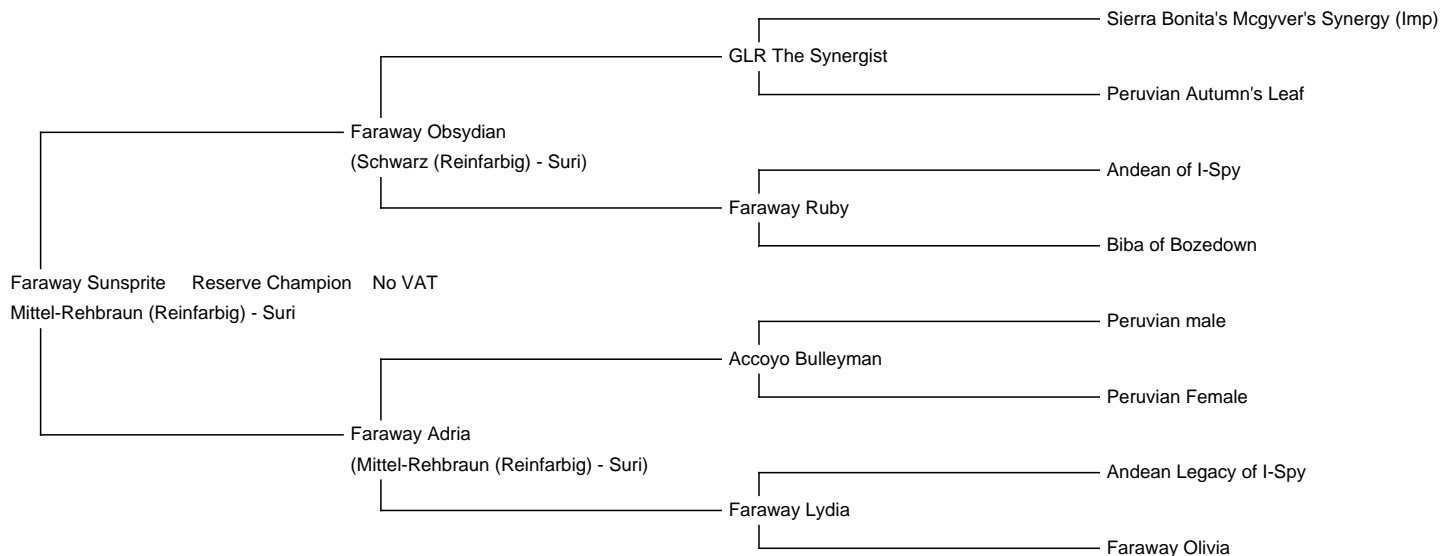 Sierra Bonita's Mcgyver's Synergy (Imp)
GLR The Synergist
Peruvian Autumn's Leaf
Faraway Obsydian
(Schwarz (Reinfarbig) - Suri)
Andean of I-Spy
Faraway Ruby
Biba of Bozedown
Faraway Sunsprite Reserve Champion No VAT
Mittel-Rehbraun (Reinfarbig) - Suri
Peruvian male
Accoyo Bulleyman
Peruvian Female
Faraway Adria
(Mittel-Rehbraun (Reinfarbig) - Suri)
Andean Legacy of I-Spy
Faraway Lydia
Faraway Olivia